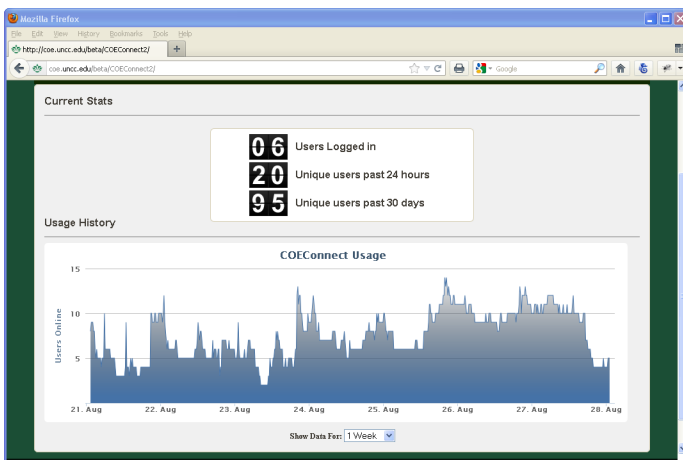 Mozilla Firefox
File Edit View History Bookmarks Tools Help
http://coe.uncc.edu/beta/COEConnect2/ +
coe.uncc.edu/beta/COEConnect2/ Google
Current Stats
06 Users Logged in
20 Unique users past 24 hours
95 Unique users past 30 days
Usage History
COEConnect Usage
15
10
5
Users Online
21. Aug 22. Aug 23. Aug 24. Aug 25. Aug 26. Aug 27. Aug 28. Aug
Show Data For: 1 Week